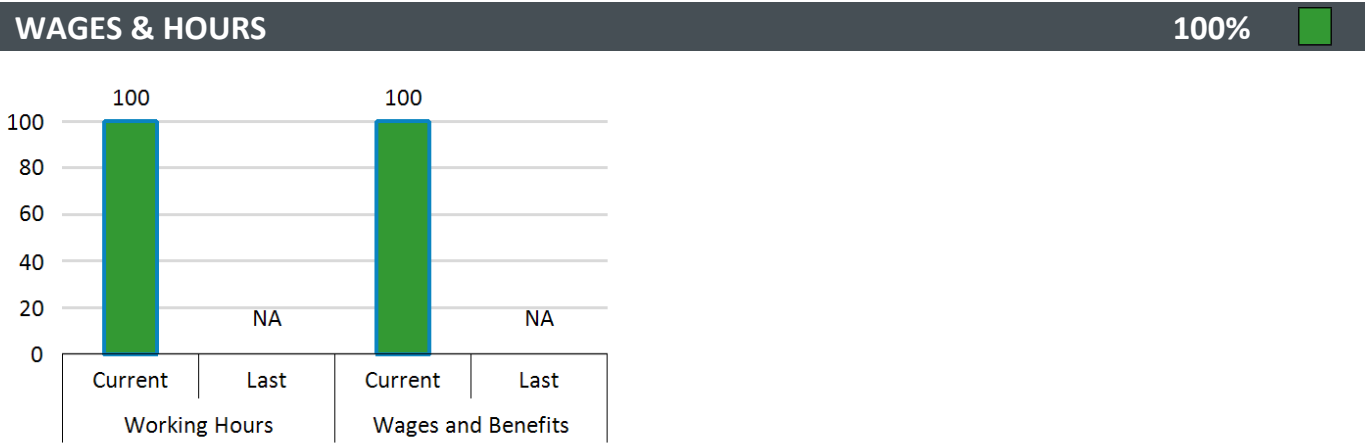 WAGES & HOURS 100%
100 100
100
80
60
40
20
NA NA
0
Current Last Current Last
Working Hours Wages and Benefits